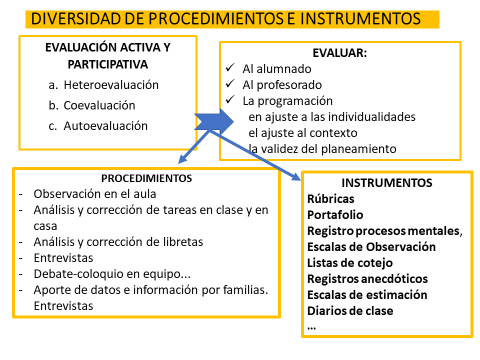 DIVERSIDAD DE PROCEDIMIENTOS E INSTRUMENTOS
EVALUACIÓN ACTIVA Y
PARTICIPATIVA
a. Heteroevaluación
b. Coevaluación
c. Autoevaluación
EVALUAR:
✓ Al alumnado
✓ Al profesorado
✓ La programación
en ajuste a las individualidades
el ajuste al contexto
la validez del planeamiento
PROCEDIMIENTOS
- Observación en el aula
- Análisis y corrección de tareas en clase y en
casa
- Análisis y corrección de libretas
- Entrevistas
- Debate-coloquio en equipo...
- Aporte de datos e información por familias.
Entrevistas
INSTRUMENTOS
Rúbricas
Portafolio
Registro procesos mentales,
Escalas de Observación
Listas de cotejo
Registros anecdóticos
Escalas de estimación
Diarios de clase
...